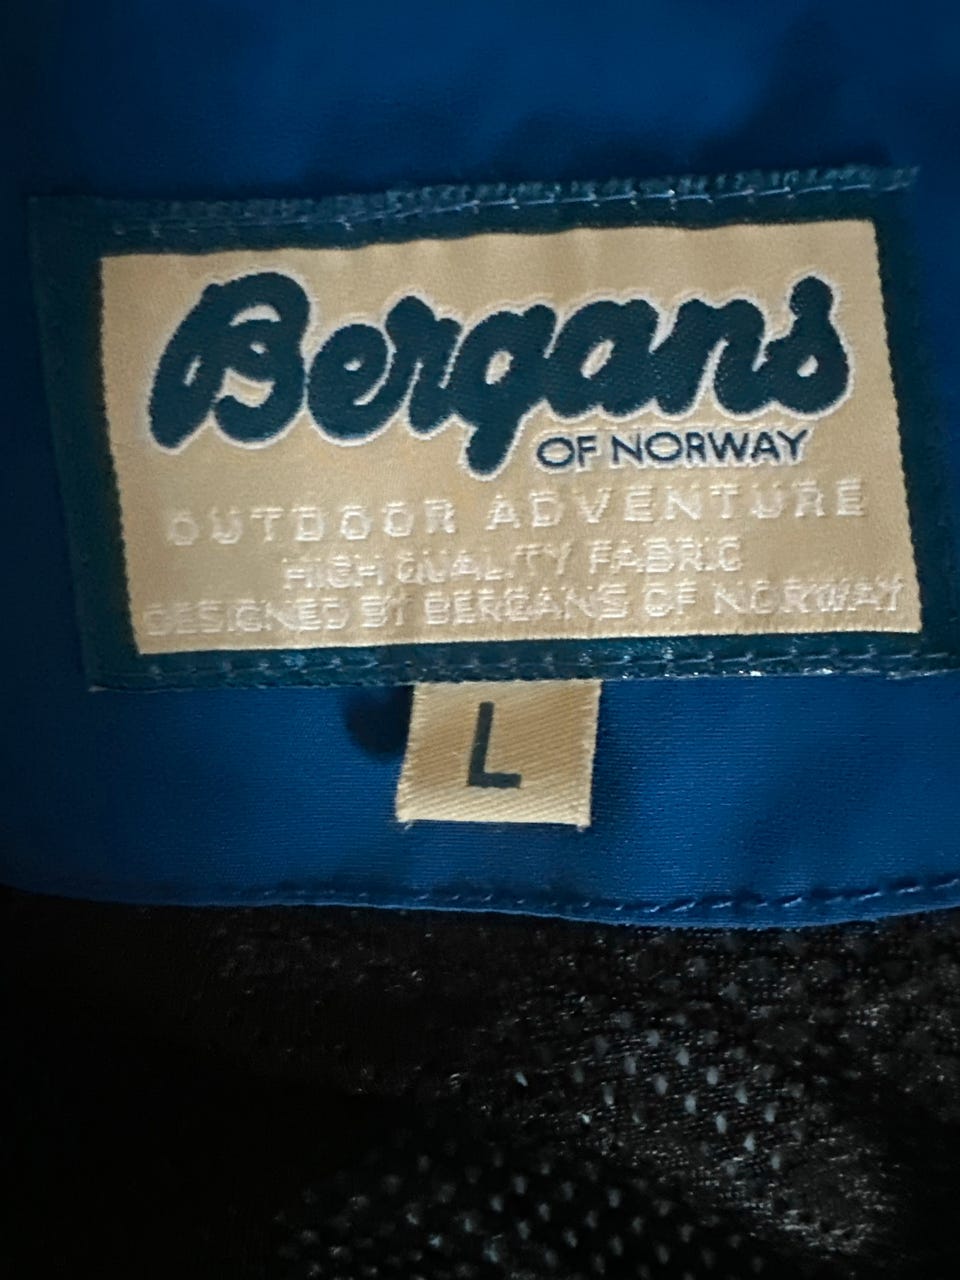 Bergans
OF NORWAY
OUTDOOR ADVENTURE
HIGH QUALITY FABRIC
DESIGNED BY BERGANS OF NORWAY
L